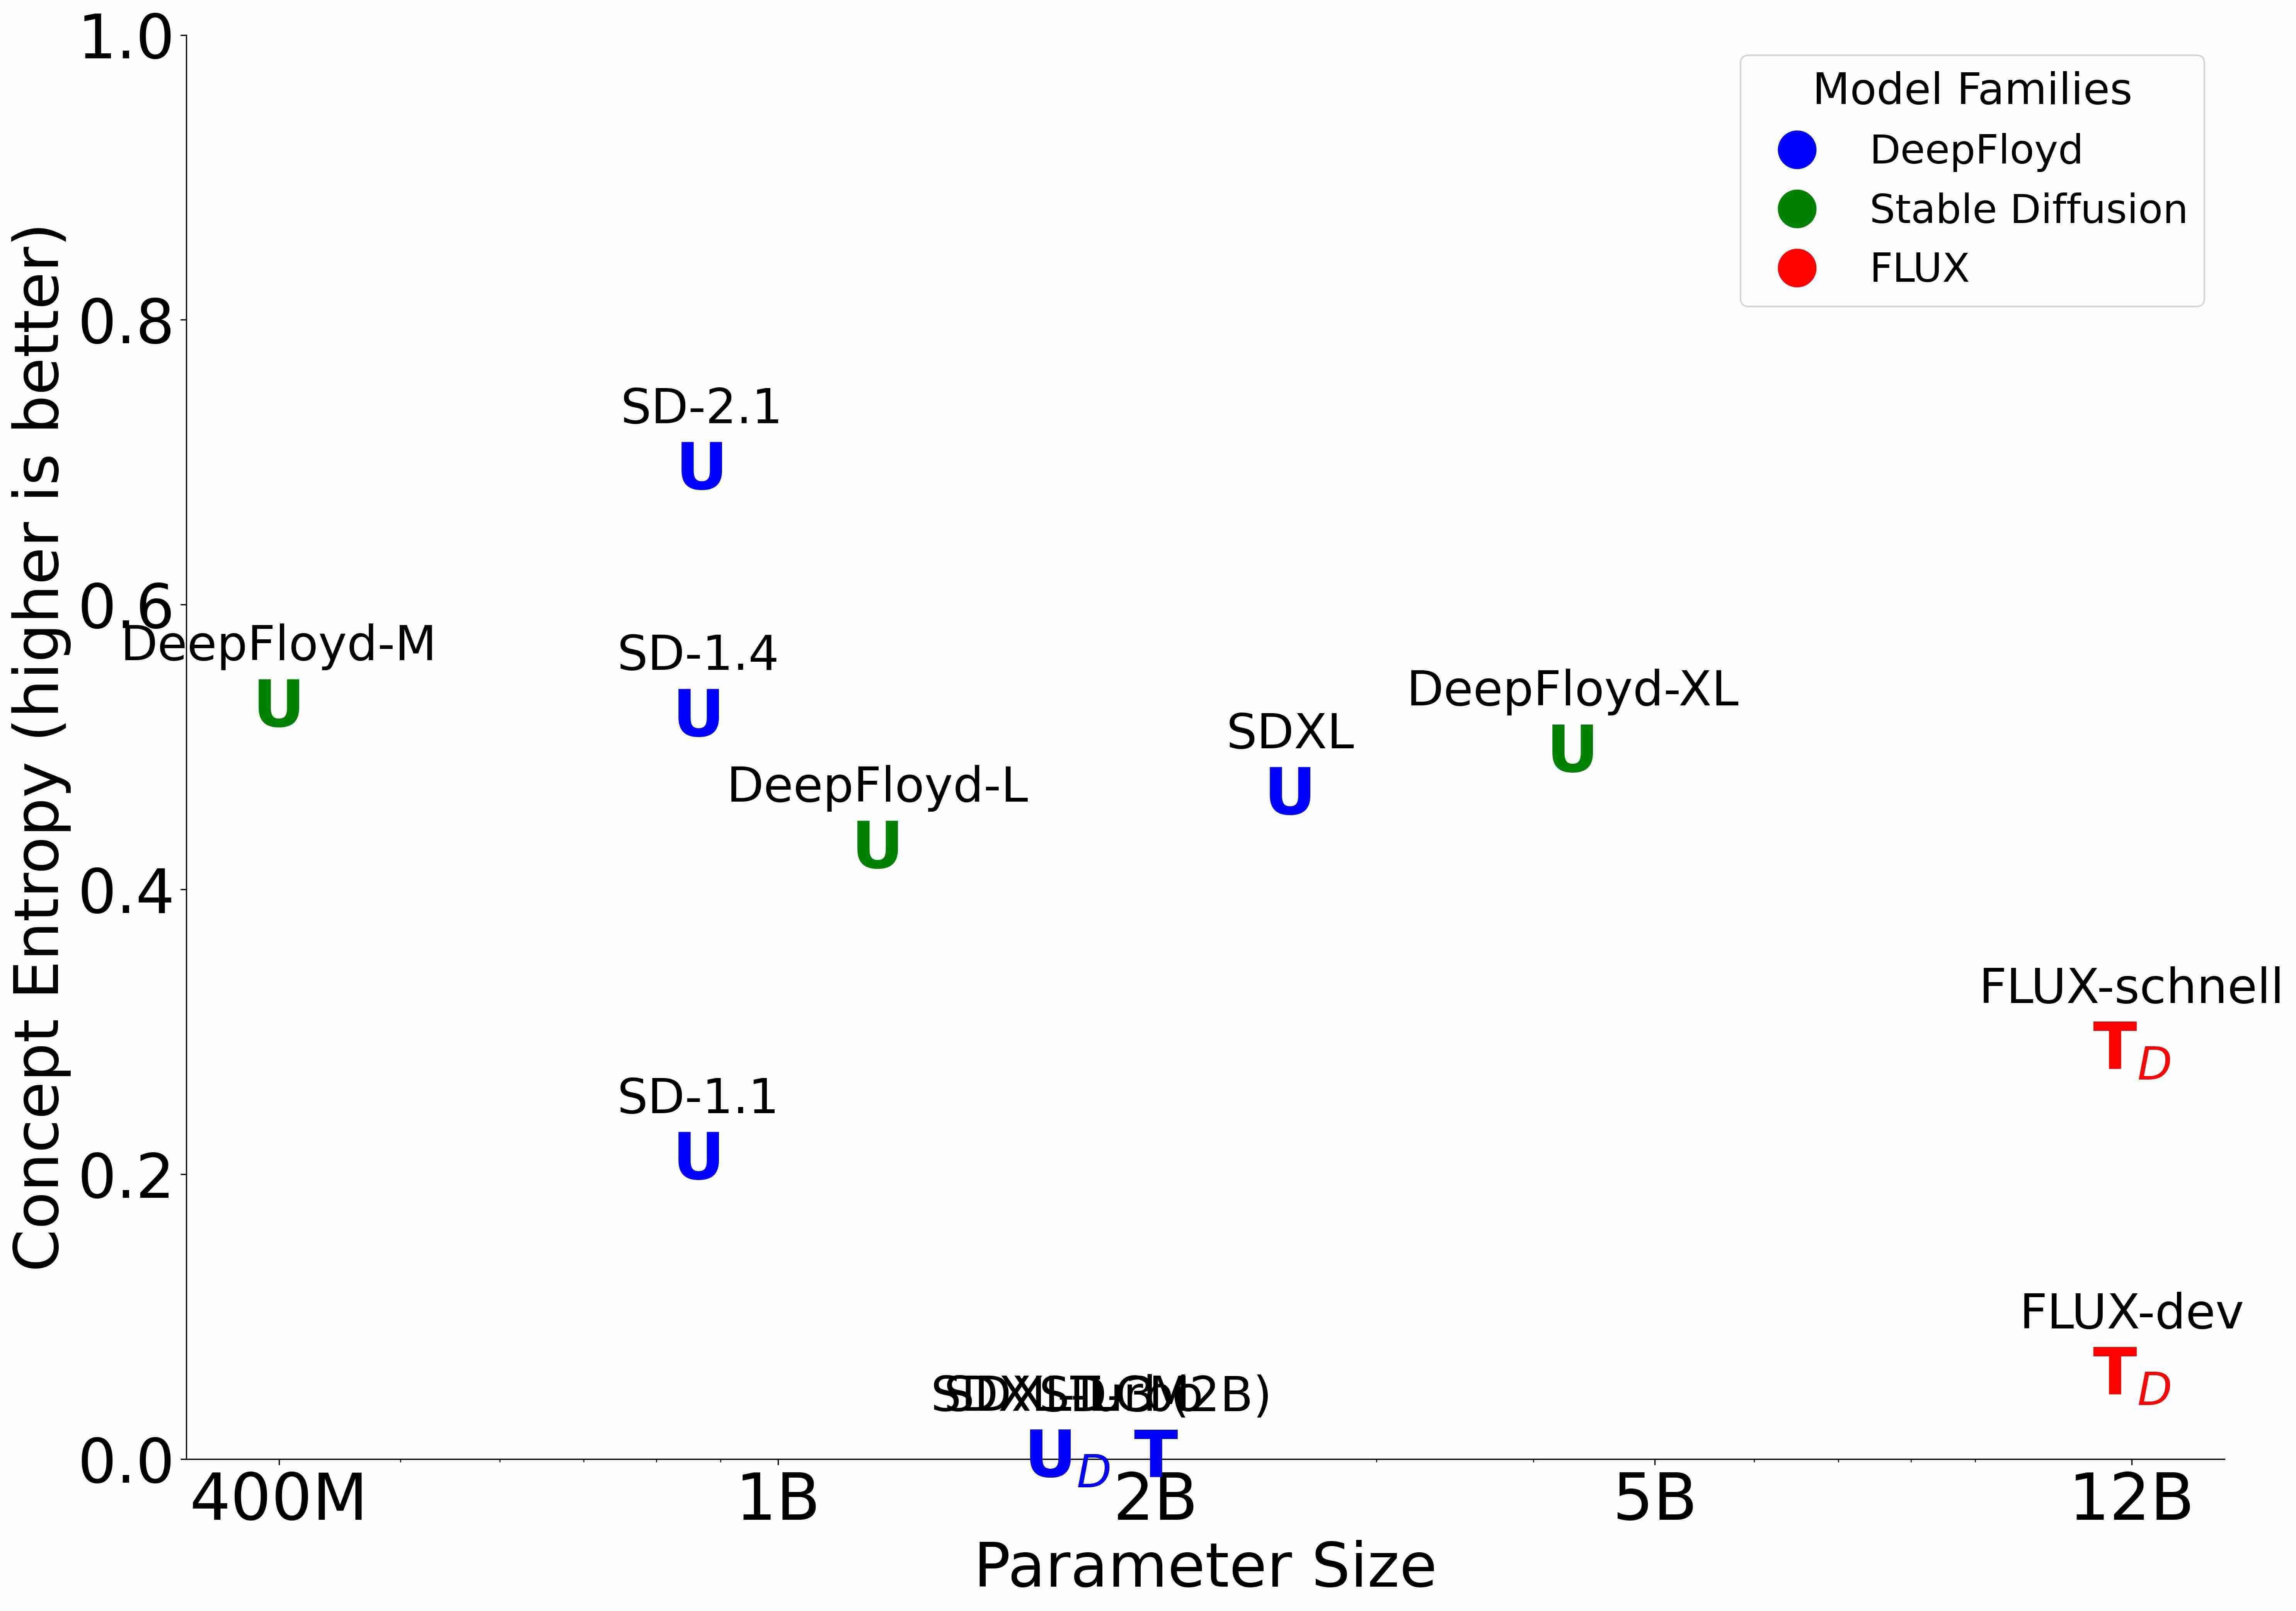 Concept Entropy (higher is better)
1.0
0.8
0.6
0.4
0.2
0.0
Model Families
DeepFloyd
Stable Diffusion
FLUX
SD-2.1
U
DeepFloyd-M
U
SD-1.4
U
DeepFloyd-XL
U
SDXL
U
DeepFloyd-L
U
FLUX-schnell
T D
SD-1.1
U
FLUX-dev
T D
U D
T
400M
1B
2B
5B
12B
Parameter Size